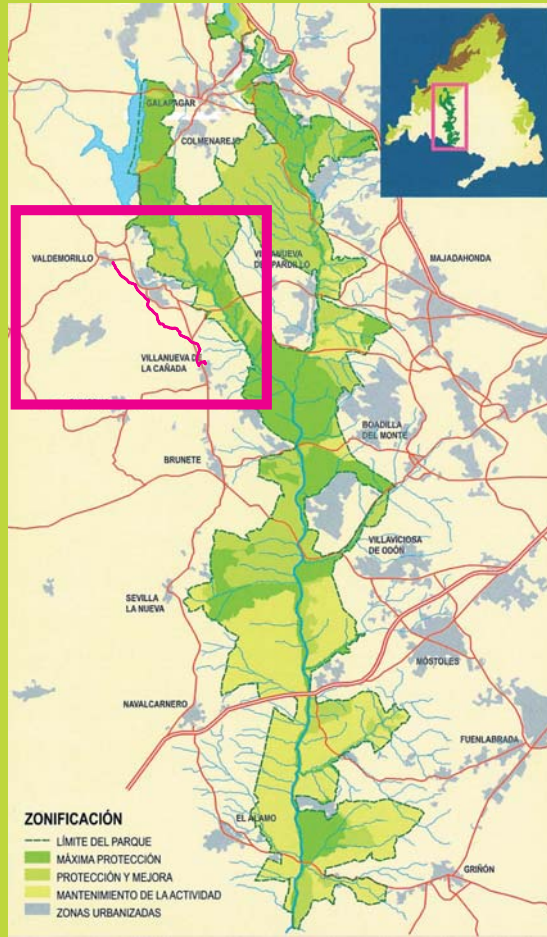 GALAPAGAR
COLMENAREJO
VALDEMORILLO
VILLANUEVA
DEL PARDILLO
MAJADAHONDA
VILLANUEVA DE
LA CAÑADA
BOADILLA
DEL MONTE
BRUNETE
VILLAVICIOSA
DE ODÓN
SEVILLA
LA NUEVA
MÓSTOLES
NAVALCARNERO
FUENLABRADA
EL ÁLAMO
GRIÑÓN
ZONIFICACIÓN
LÍMITE DEL PARQUE
MÁXIMA PROTECCIÓN
PROTECCIÓN Y MEJORA
MANTENIMIENTO DE LA ACTIVIDAD
ZONAS URBANIZADAS